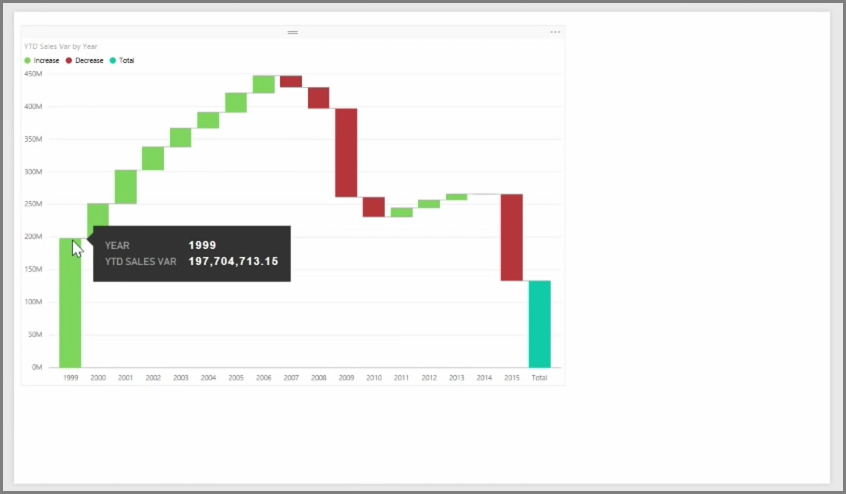 YTD Sales Var by Year
Increase Decrease Total
450M
400M
350M
300M
250M
200M
150M
100M
50M
0M
YEAR 1999
YTD SALES VAR 197,704,713.15
1999 2000 2001 2002 2003 2004 2005 2006 2007 2008 2009 2010 2011 2012 2013 2014 2015 Total